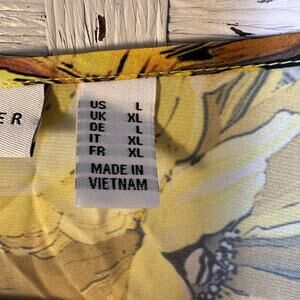 ER
US L
UK XL
DE L
IT XL
FR XL
MADE IN
VIETNAM